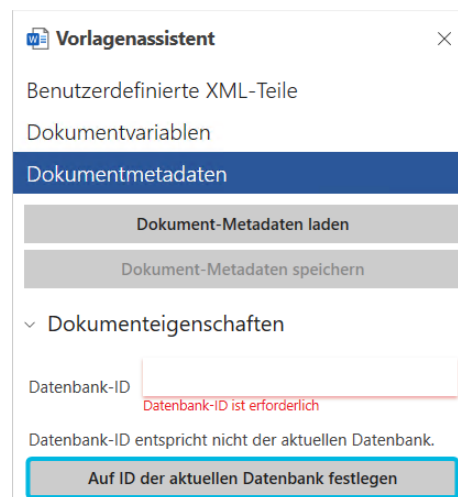 Vorlagenassistent
Benutzerdefinierte XML-Teile
Dokumentvariablen
Dokumentmetadaten
Dokument-Metadaten laden
Dokument-Metadaten speichern
Dokumenteigenschaften
Datenbank-ID
Datenbank-ID ist erforderlich
Datenbank-ID entspricht nicht der aktuellen Datenbank.
Auf ID der aktuellen Datenbank festlegen